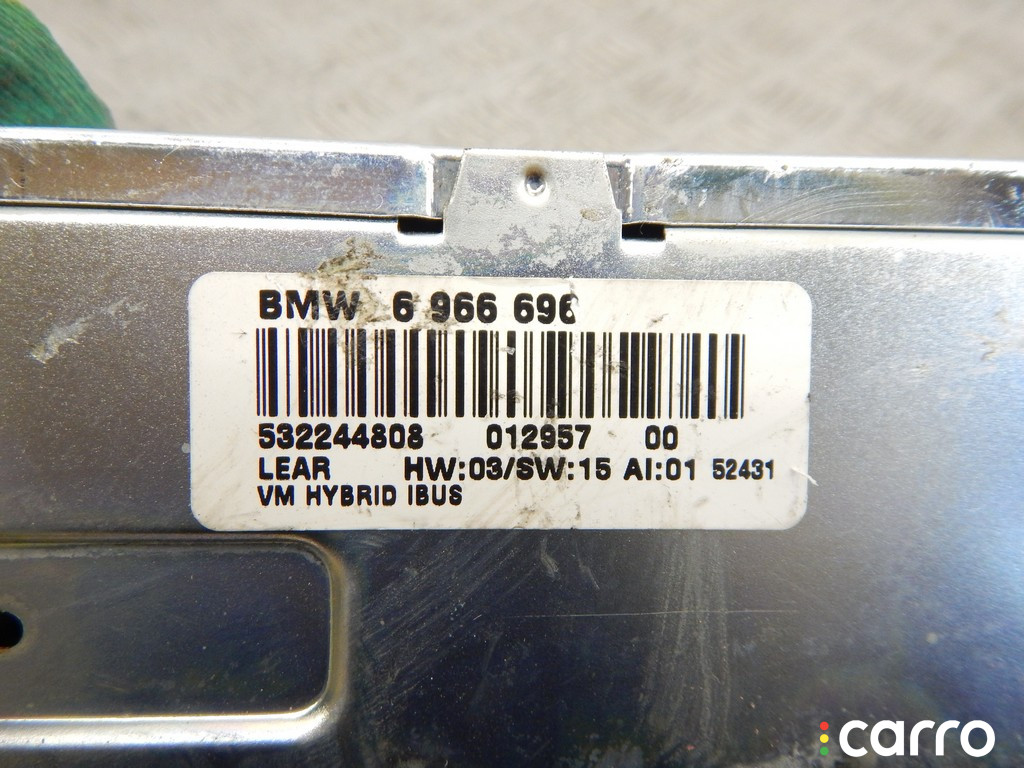 BMW 6 966 696
532244808 012957 00
LEAR HW:03/SW:15 AI:01 52431
VM HYBRID IBUS
carro